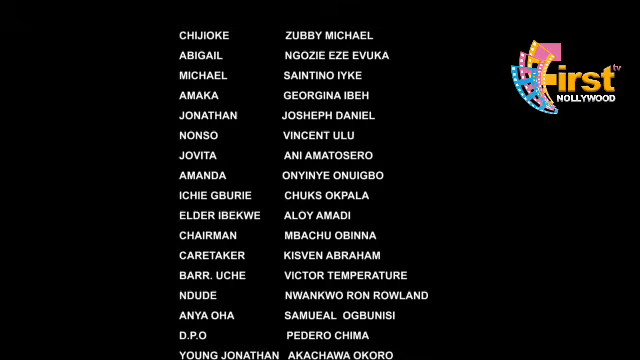 CHIJIOKE ZUBBY MICHAEL
ABIGAIL NGOZIE EZE EVUKA
MICHAEL SAINTINO IYKE
AMAKA GEORGINA IBEH
JONATHAN JOSHEPH DANIEL
NONSO VINCENT ULU
JOVITA ANI AMATOSERO
AMANDA ONYINYE ONUIGBO
ICHIE GBURIE CHUKS OKPALA
ELDER IBEKWE ALOY AMADI
CHAIRMAN MBACHU OBINNA
CARETAKER KISVEN ABRAHAM
BARR. UCHE VICTOR TEMPERATURE
NDUDE NWANKWO RON ROWLAND
ANYA OHA SAMUEAL OGBUNISI
D.P.O PEDERO CHIMA
YOUNG JONATHAN AKACHAWA OKORO
First tv
NOLLYWOOD